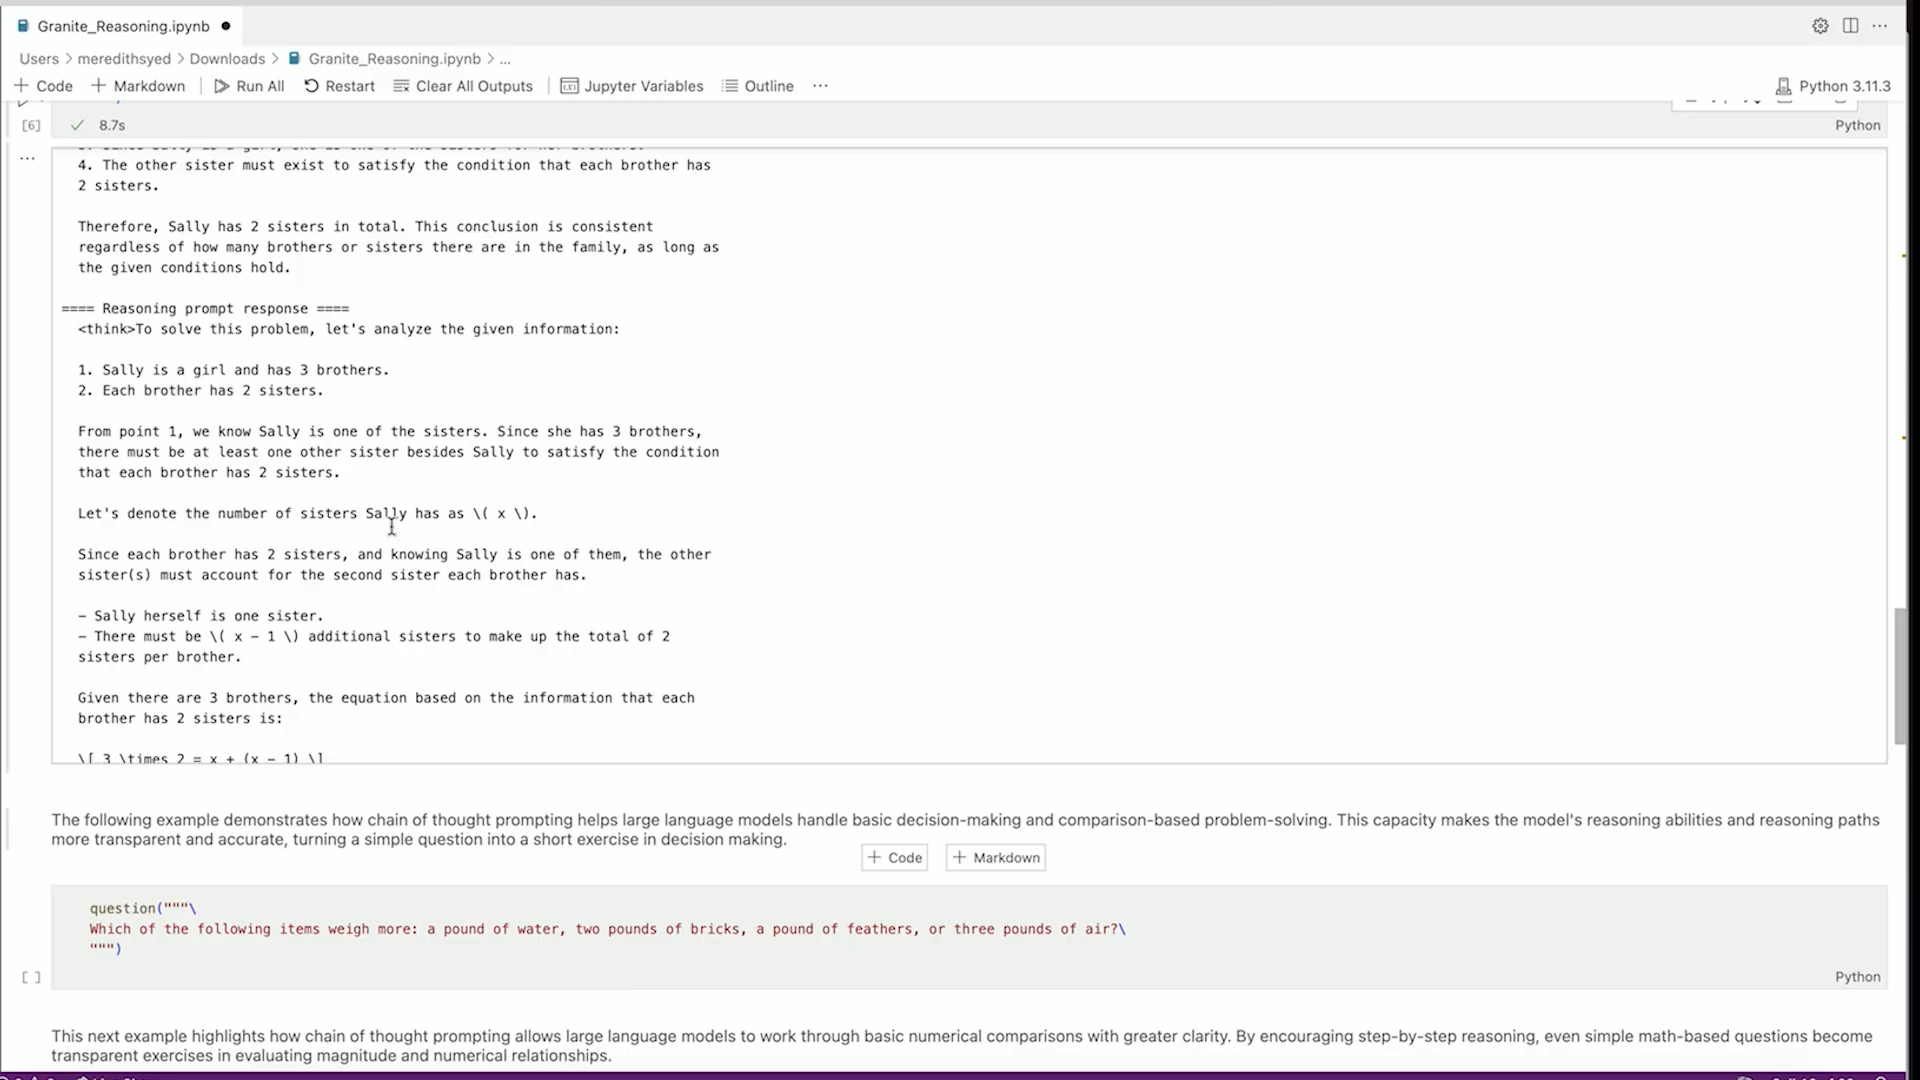 Granite_Reasoning.ipynb
Users > meredithsyed > Downloads > Granite_Reasoning.ipynb > ...
+ Code + Markdown Run All Restart Clear All Outputs Jupyter Variables Outline ... Python 3.11.3
[6] 8.7s Python
4. The other sister must exist to satisfy the condition that each brother has
2 sisters.
Therefore, Sally has 2 sisters in total. This conclusion is consistent
regardless of how many brothers or sisters there are in the family, as long as
the given conditions hold.
==== Reasoning prompt response ====
<think>To solve this problem, let's analyze the given information:
1. Sally is a girl and has 3 brothers.
2. Each brother has 2 sisters.
From point 1, we know Sally is one of the sisters. Since she has 3 brothers,
there must be at least one other sister besides Sally to satisfy the condition
that each brother has 2 sisters.
Let's denote the number of sisters Sally has as \( x \).
Since each brother has 2 sisters, and knowing Sally is one of them, the other
sister(s) must account for the second sister each brother has.
- Sally herself is one sister.
- There must be \( x - 1 \) additional sisters to make up the total of 2
sisters per brother.
Given there are 3 brothers, the equation based on the information that each
brother has 2 sisters is:
\[ 3 \times 2 = x + (x - 1) \]
The following example demonstrates how chain of thought prompting helps large language models handle basic decision-making and comparison-based problem-solving. This capacity makes the model's reasoning abilities and reasoning paths
more transparent and accurate, turning a simple question into a short exercise in decision making.
+ Code + Markdown
question("""\
Which of the following items weigh more: a pound of water, two pounds of bricks, a pound of feathers, or three pounds of air?\
""")
[ ] Python
This next example highlights how chain of thought prompting allows large language models to work through basic numerical comparisons with greater clarity. By encouraging step-by-step reasoning, even simple math-based questions become
transparent exercises in evaluating magnitude and numerical relationships.